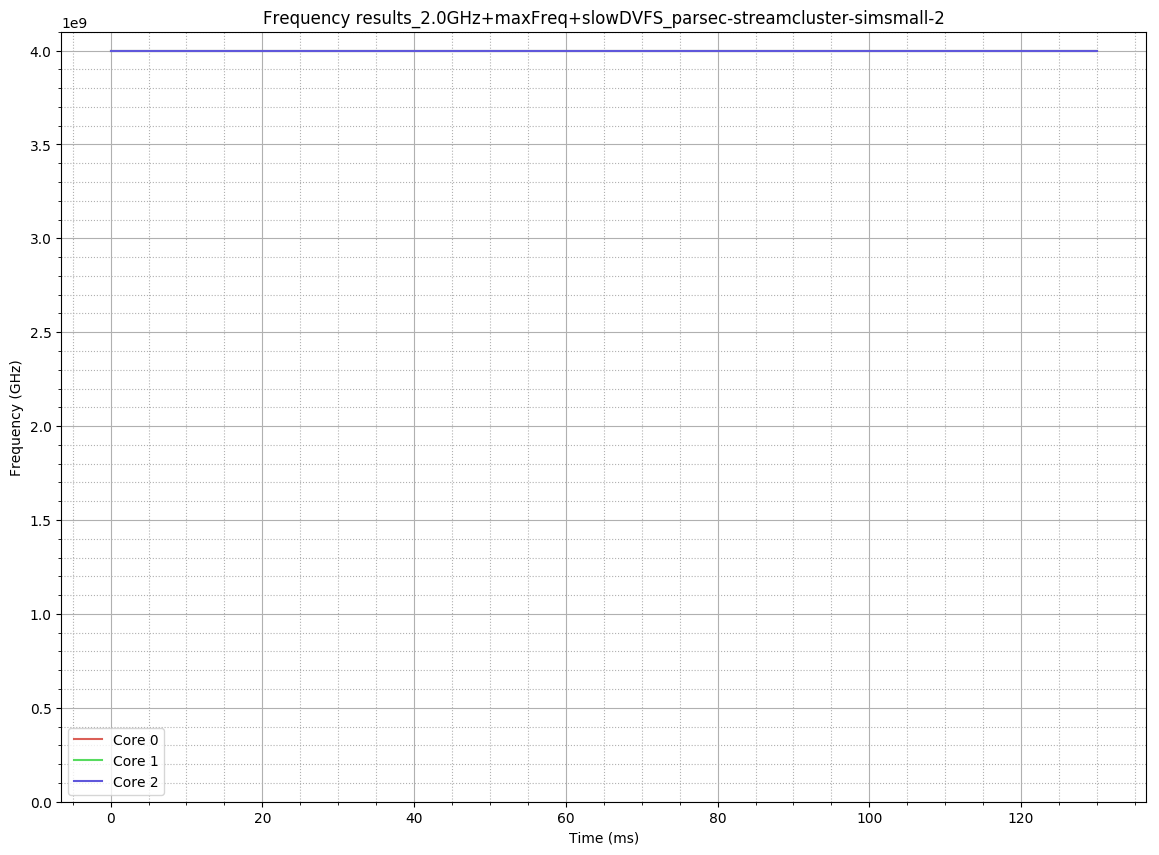 Frequency results_2.0GHz+maxFreq+slowDVFS_parsec-streamcluster-simsmall-2
1e9
4.0
3.5
3.0
2.5
2.0
1.5
1.0
0.5
0.0
Frequency (GHz)
Core 0
Core 1
Core 2
0 20 40 60 80 100 120
Time (ms)